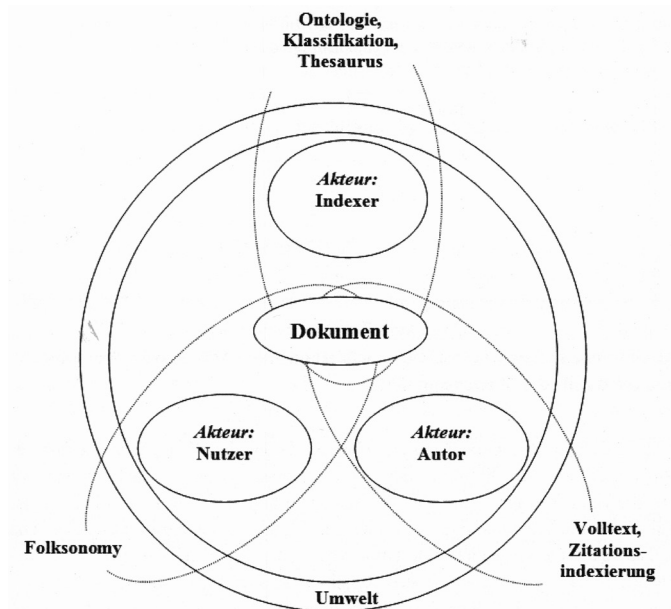 Ontologie,
Klassifikation,
Thesaurus
Akteur:
Indexer
Dokument
Akteur:
Nutzer
Akteur:
Autor
Folksonomy
Volltext,
Zitations-
indexierung
Umwelt